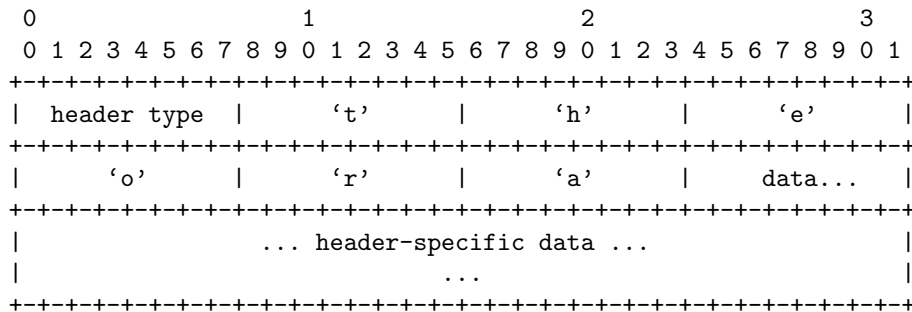 0                   1                   2                   3
 0 1 2 3 4 5 6 7 8 9 0 1 2 3 4 5 6 7 8 9 0 1 2 3 4 5 6 7 8 9 0 1
+-+-+-+-+-+-+-+-+-+-+-+-+-+-+-+-+-+-+-+-+-+-+-+-+-+-+-+-+-+-+-+-+
|  header type  |      ‘t’      |      ‘h’      |      ‘e’      |
+-+-+-+-+-+-+-+-+-+-+-+-+-+-+-+-+-+-+-+-+-+-+-+-+-+-+-+-+-+-+-+-+
|      ‘o’      |      ‘r’      |      ‘a’      |    data...    |
+-+-+-+-+-+-+-+-+-+-+-+-+-+-+-+-+-+-+-+-+-+-+-+-+-+-+-+-+-+-+-+-+
|                 ... header-specific data ...                  |
|                              ...                              |
+-+-+-+-+-+-+-+-+-+-+-+-+-+-+-+-+-+-+-+-+-+-+-+-+-+-+-+-+-+-+-+-+